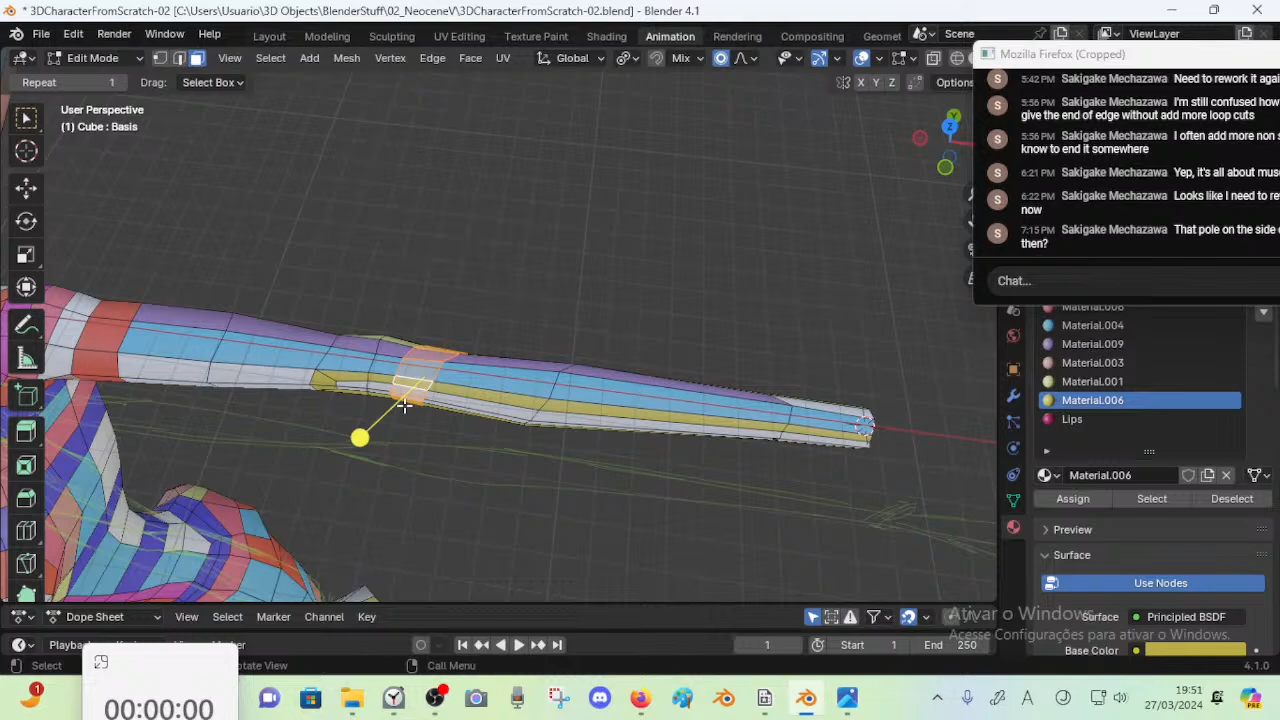 * 3DCharacterFromScratch-02 [C:\Users\Usuario\3D Objects\BlenderStuff\02_NeoceneV\3DCharacterFromScratch-02.blend] - Blender 4.1
File Edit Render Window Help Layout Modeling Sculpting UV Editing Texture Paint Shading Animation Rendering Compositing Geomet Scene ViewLayer
Edit Mode View Select Add Mesh Vertex Edge Face UV Global Mix
Repeat 1 Drag: Select Box X Y Z Options
User Perspective
(1) Cube : Basis
Y
Z
Mozilla Firefox (Cropped)
S 5:42 PM Sakigake Mechazawa Need to rework it agai
S 5:56 PM Sakigake Mechazawa I'm still confused how
give the end of edge without add more loop cuts
S 5:56 PM Sakigake Mechazawa I often add more non s
know to end it somewhere
S 6:21 PM Sakigake Mechazawa Yep, it's all about mus
S 6:22 PM Sakigake Mechazawa Looks like I need to re
now
S 7:15 PM Sakigake Mechazawa That pole on the side
then?
Chat...
Material.004
Material.009
Material.003
Material.001
Material.006
Lips
Material.006
Assign Select Deselect
Preview
Surface
Use Nodes
Surface Principled BSDF
Base Color
Ativar o Windows
Acesse Configurações para ativar o Windows.
Dope Sheet View Select Marker Channel Key
Playba 1 Start 1 End 250
Select otate View Call Menu 4.1.0
00:00:00
1
19:51
27/03/2024
PRE